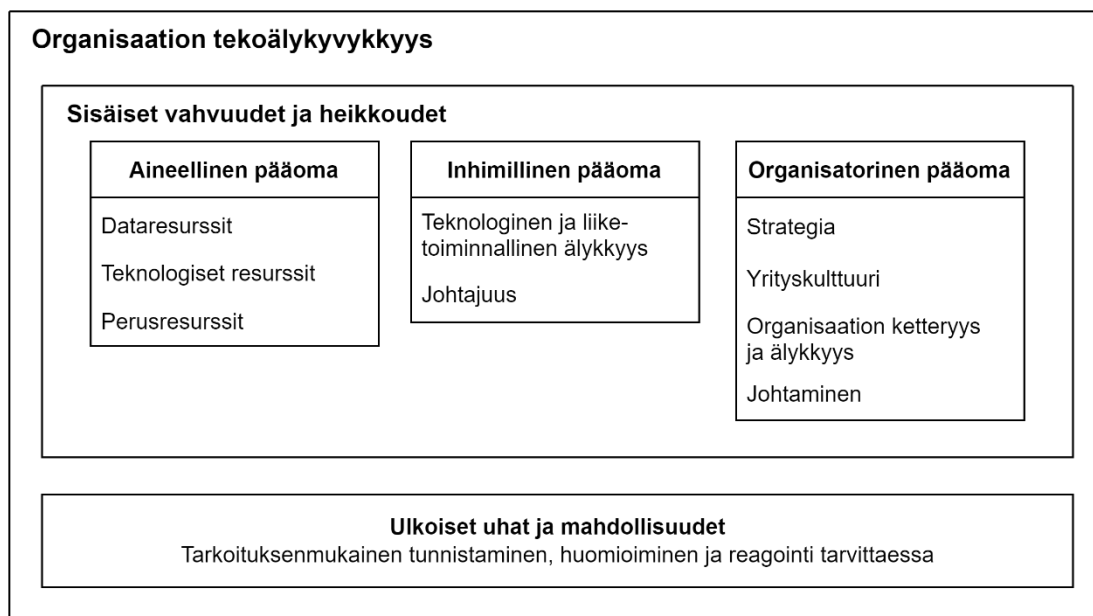 Organisaation tekoälykyvykkyys
Sisäiset vahvuudet ja heikkoudet
Aineellinen pääoma
Dataresurssit
Teknologiset resurssit
Perusresurssit
Inhimillinen pääoma
Teknologinen ja liike-
toiminnallinen älykkyys
Johtajuus
Organisatorinen pääoma
Strategia
Yrityskulttuuri
Organisaation ketteryys
ja älykkyys
Johtaminen
Ulkoiset uhat ja mahdollisuudet
Tarkoituksenmukainen tunnistaminen, huomioiminen ja reagointi tarvittaessa